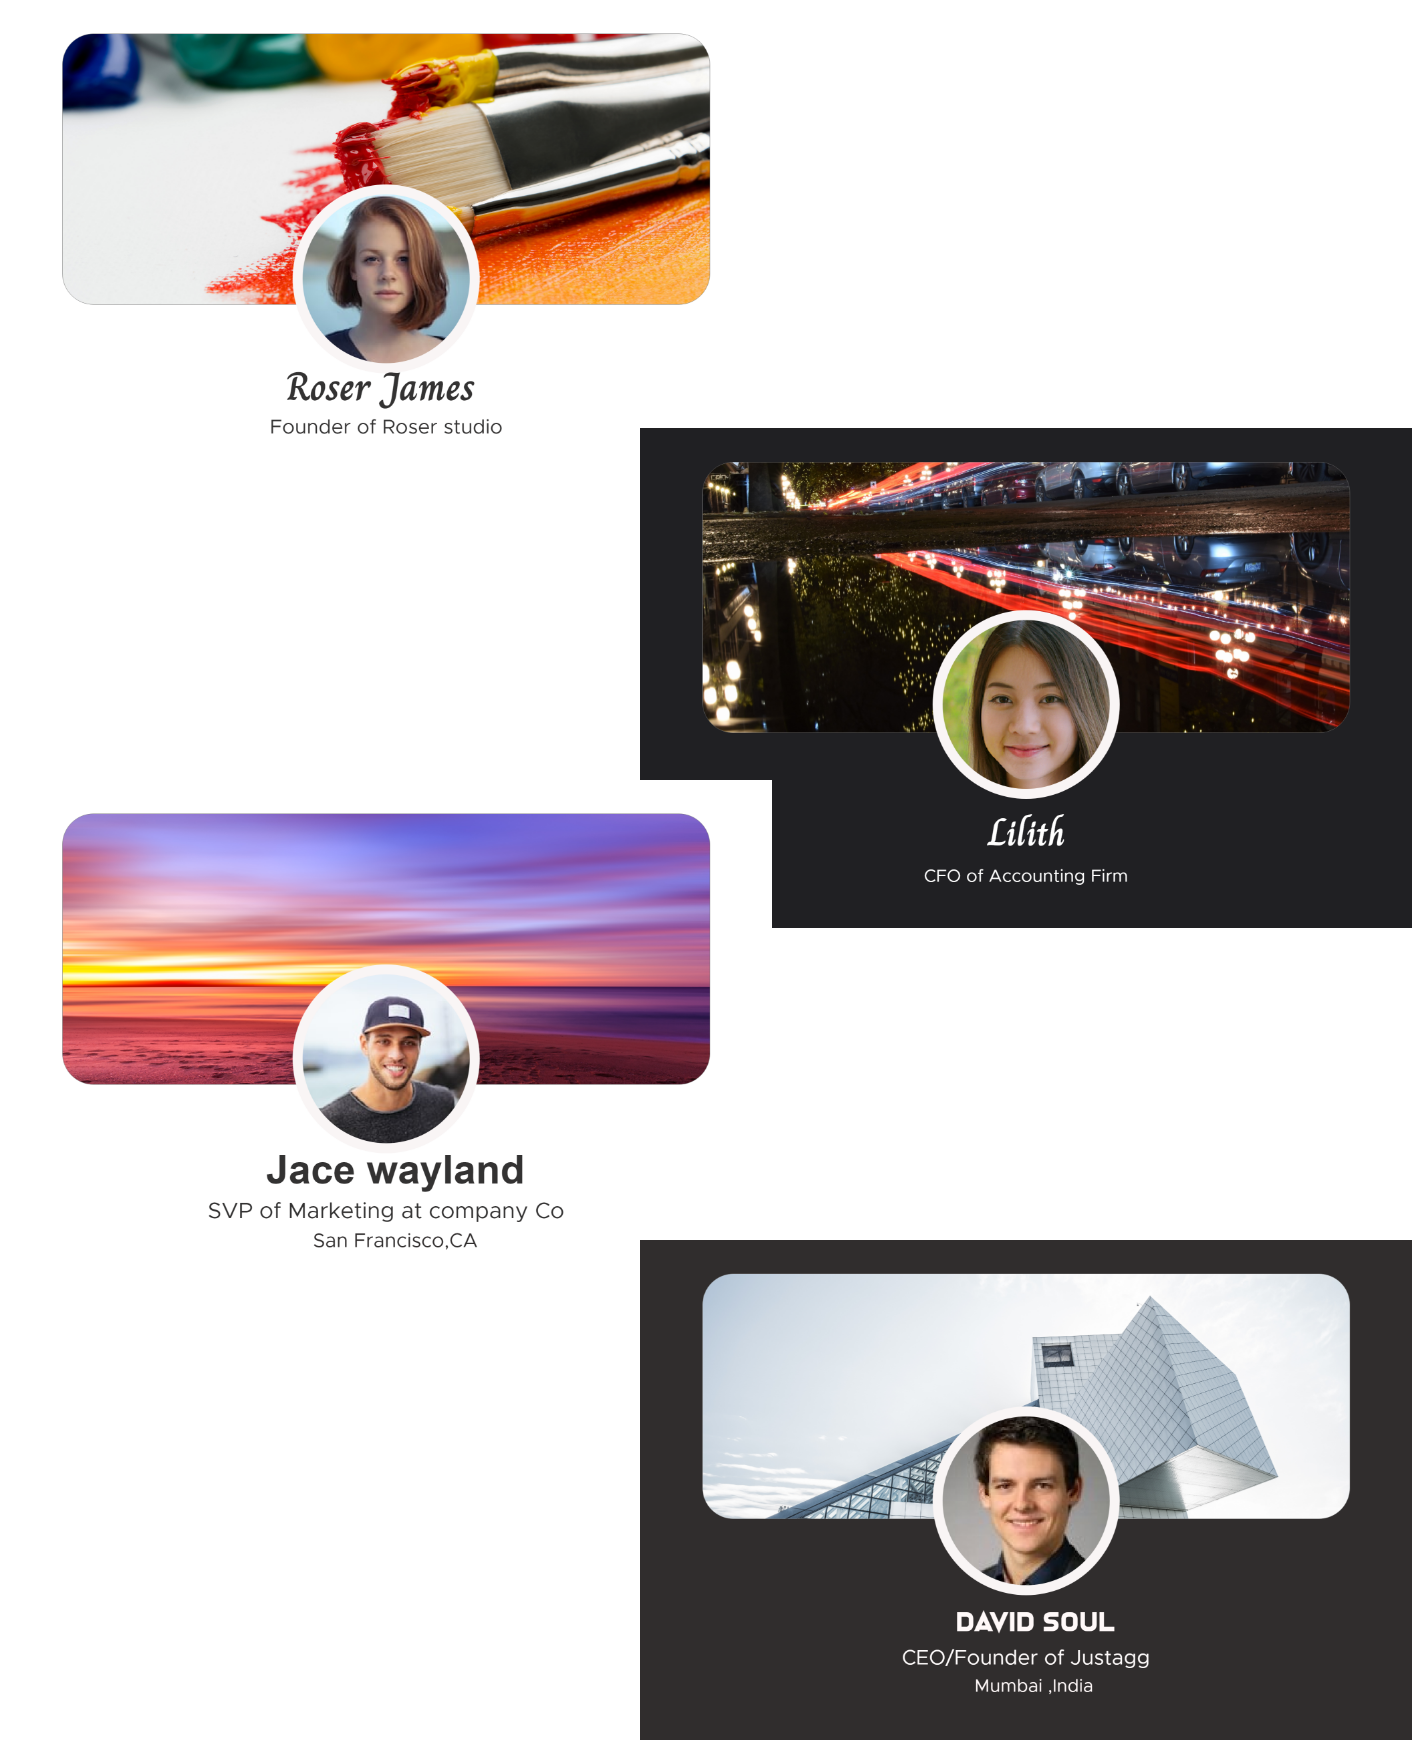 Roser James
Founder of Roser studio
Lilith
CFO of Accounting Firm
Jace wayland
SVP of Marketing at company Co
San Francisco,CA
DAVID SOUL
CEO/Founder of Justagg
Mumbai ,India